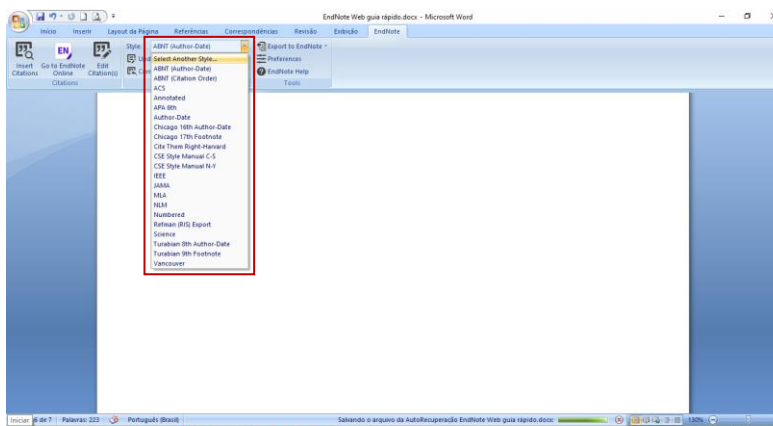 EndNote Web guia rápido.docx - Microsoft Word
Início Inserir Layout da Página Referências Correspondências Revisão Exibição EndNote
Insert Citations
Go to EndNote Online
Edit Citation(s)
Citations
Style: ABNT (Author-Date)
Export to EndNote
Preferences
EndNote Help
Tools
Select Another Style...
ABNT (Author-Date)
ABNT (Citation Order)
ACS
Annotated
APA 6th
Author-Date
Chicago 16th Author-Date
Chicago 17th Footnote
Cite Them Right-Harvard
CSE Style Manual C-S
CSE Style Manual N-Y
IEEE
JAMA
MLA
NLM
Numbered
Refman (RIS) Export
Science
Turabian 8th Author-Date
Turabian 9th Footnote
Vancouver
Iniciar 6 de 7 Palavras: 223 Português (Brasil) Salvando o arquivo da AutoRecuperação EndNote Web guia rápido.docx: 130%